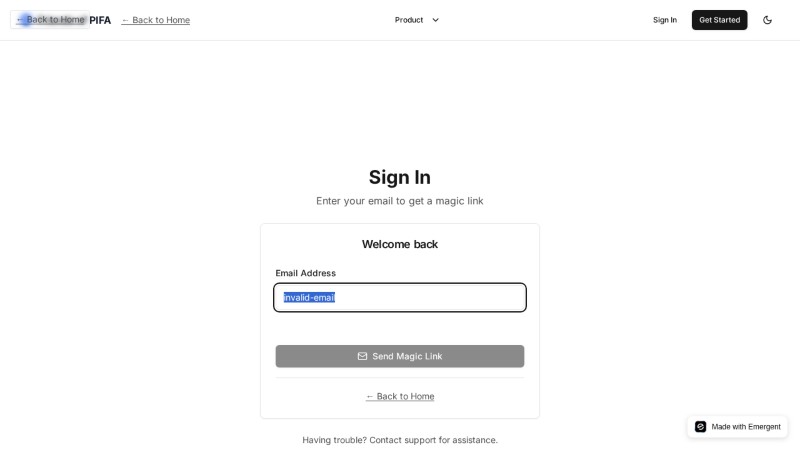 ← Back to Home PIFA ← Back to Home Product Sign In Get Started
Sign In
Enter your email to get a magic link
Welcome back
Email Address
invalid-email
Send Magic Link
← Back to Home
Made with Emergent
Having trouble? Contact support for assistance.